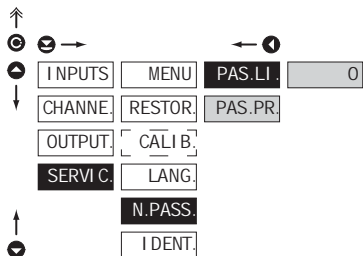 INPUTS MENU PAS.LI. 0
CHANNE. RESTOR. PAS.PR.
OUTPUT. CALIB.
SERVIC. LANG.
N.PASS.
IDENT.